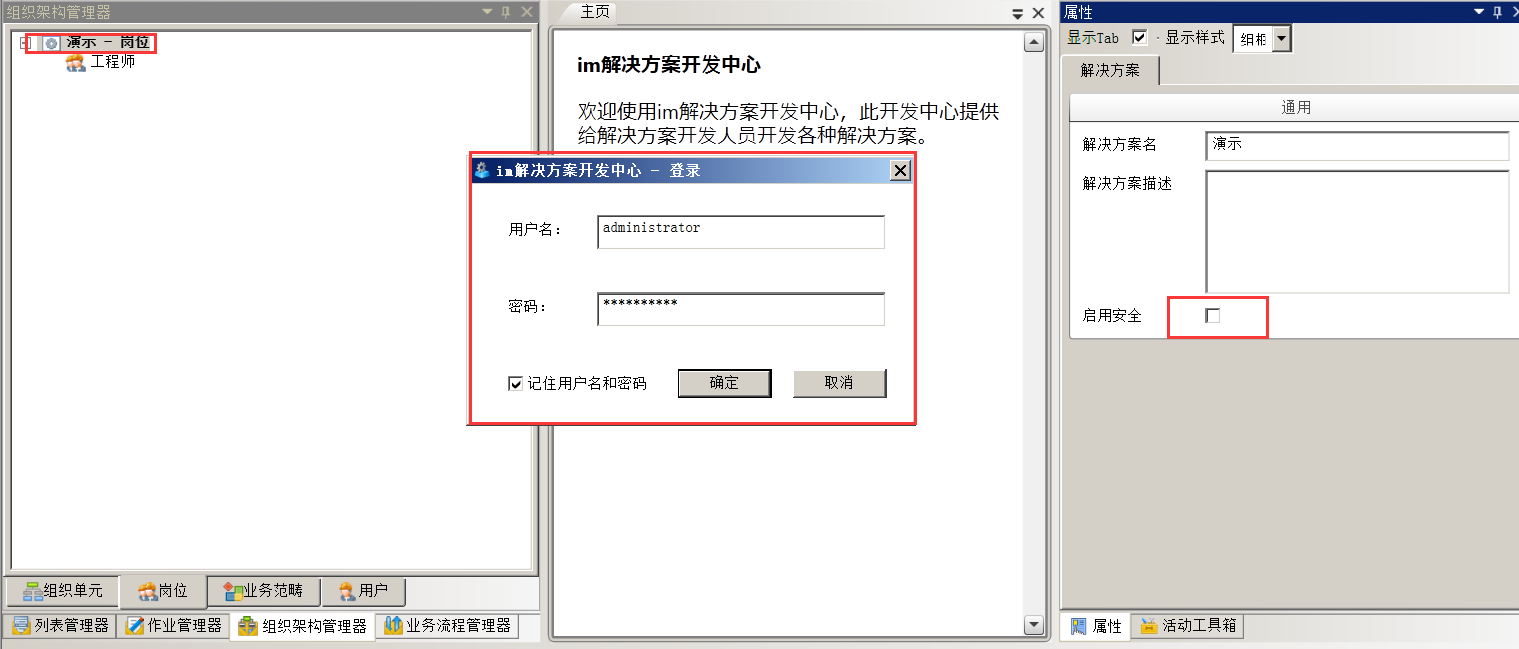 组织架构管理器
演示 - 岗位
工程师
组织单元
岗位
业务范畴
用户
列表管理器
作业管理器
组织架构管理器
业务流程管理器
主页
im解决方案开发中心
欢迎使用im解决方案开发中心，此开发中心提供
给解决方案开发人员开发各种解决方案。
im解决方案开发中心 - 登录
用户名：
administrator
密码：
**********
记住用户名和密码
确定
取消
属性
显示Tab
· 显示样式
解决方案
通用
解决方案名
演示
解决方案描述
启用安全
属性
活动工具箱